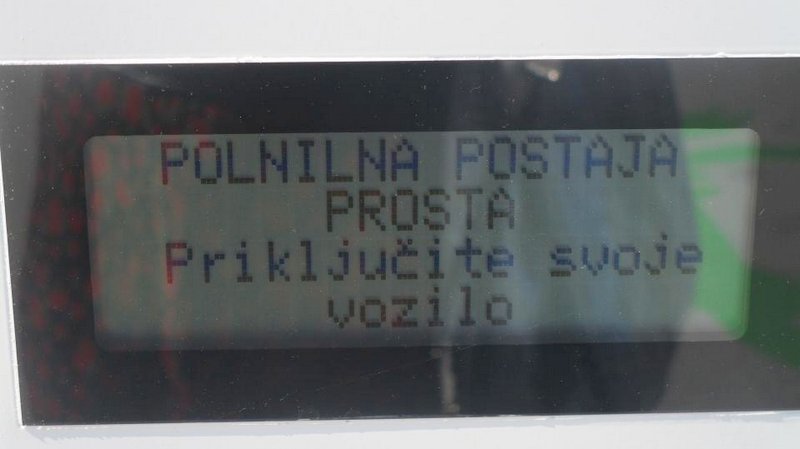 POLNILNA POSTAJA
PROSTA
Priključite svoje
vozilo